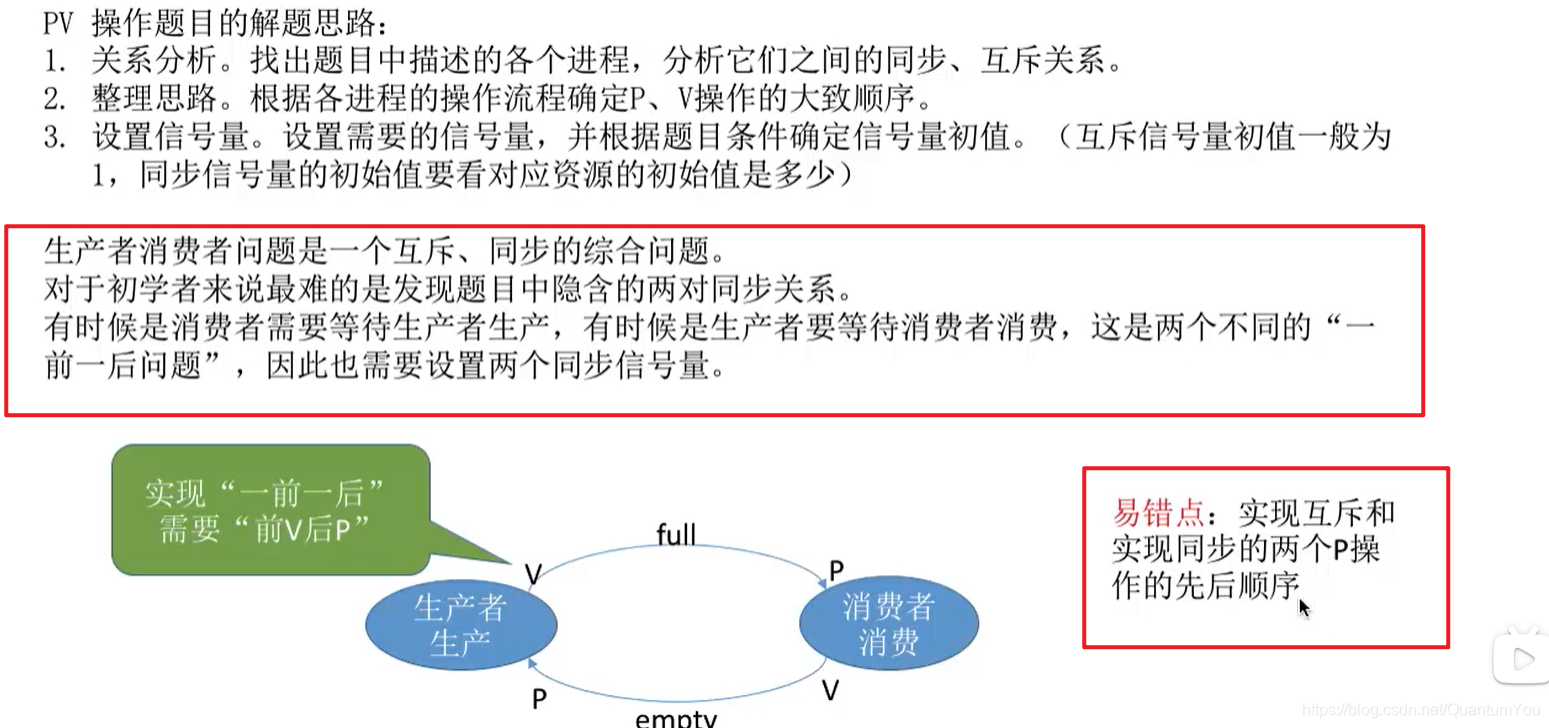 PV 操作题目的解题思路:
1. 关系分析。找出题目中描述的各个进程，分析它们之间的同步、互斥关系。
2. 整理思路。根据各进程的操作流程确定P、V操作的大致顺序。
3. 设置信号量。设置需要的信号量，并根据题目条件确定信号量初值。（互斥信号量初值一般为
1，同步信号量的初始值要看对应资源的初始值是多少）
生产者消费者问题是一个互斥、同步的综合问题。
对于初学者来说最难的是发现题目中隐含的两对同步关系。
有时候是消费者需要等待生产者生产，有时候是生产者要等待消费者消费，这是两个不同的“一
前一后问题”，因此也需要设置两个同步信号量。
实现“一前一后”
需要“前V后P”
full
V
P
生产者
生产
消费者
消费
P
V
empty
易错点：实现互斥和
实现同步的两个P操
作的先后顺序
https://blog.csdn.net/QuantumYou